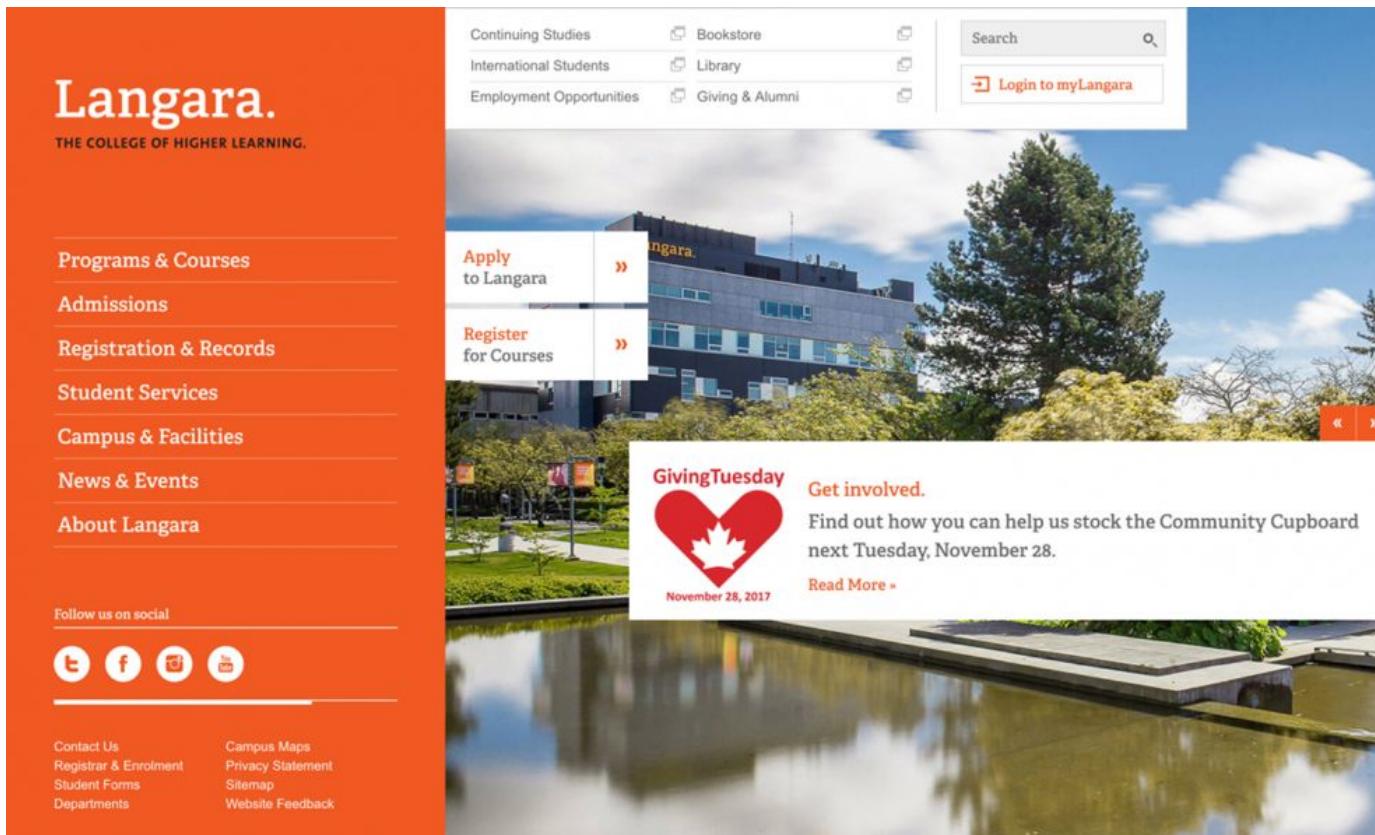 Langara.
THE COLLEGE OF HIGHER LEARNING.
Programs & Courses
Admissions
Registration & Records
Student Services
Campus & Facilities
News & Events
About Langara
Follow us on social
You
Tube
Contact Us
Registrar & Enrolment
Student Forms
Departments
Campus Maps
Privacy Statement
Sitemap
Website Feedback
Continuing Studies
International Students
Employment Opportunities
Bookstore
Library
Giving & Alumni
Search
Login to myLangara
Apply
to Langara
»
Register
for Courses
»
ngara.
« »
GivingTuesday
November 28, 2017
Get involved.
Find out how you can help us stock the Community Cupboard
next Tuesday, November 28.
Read More »